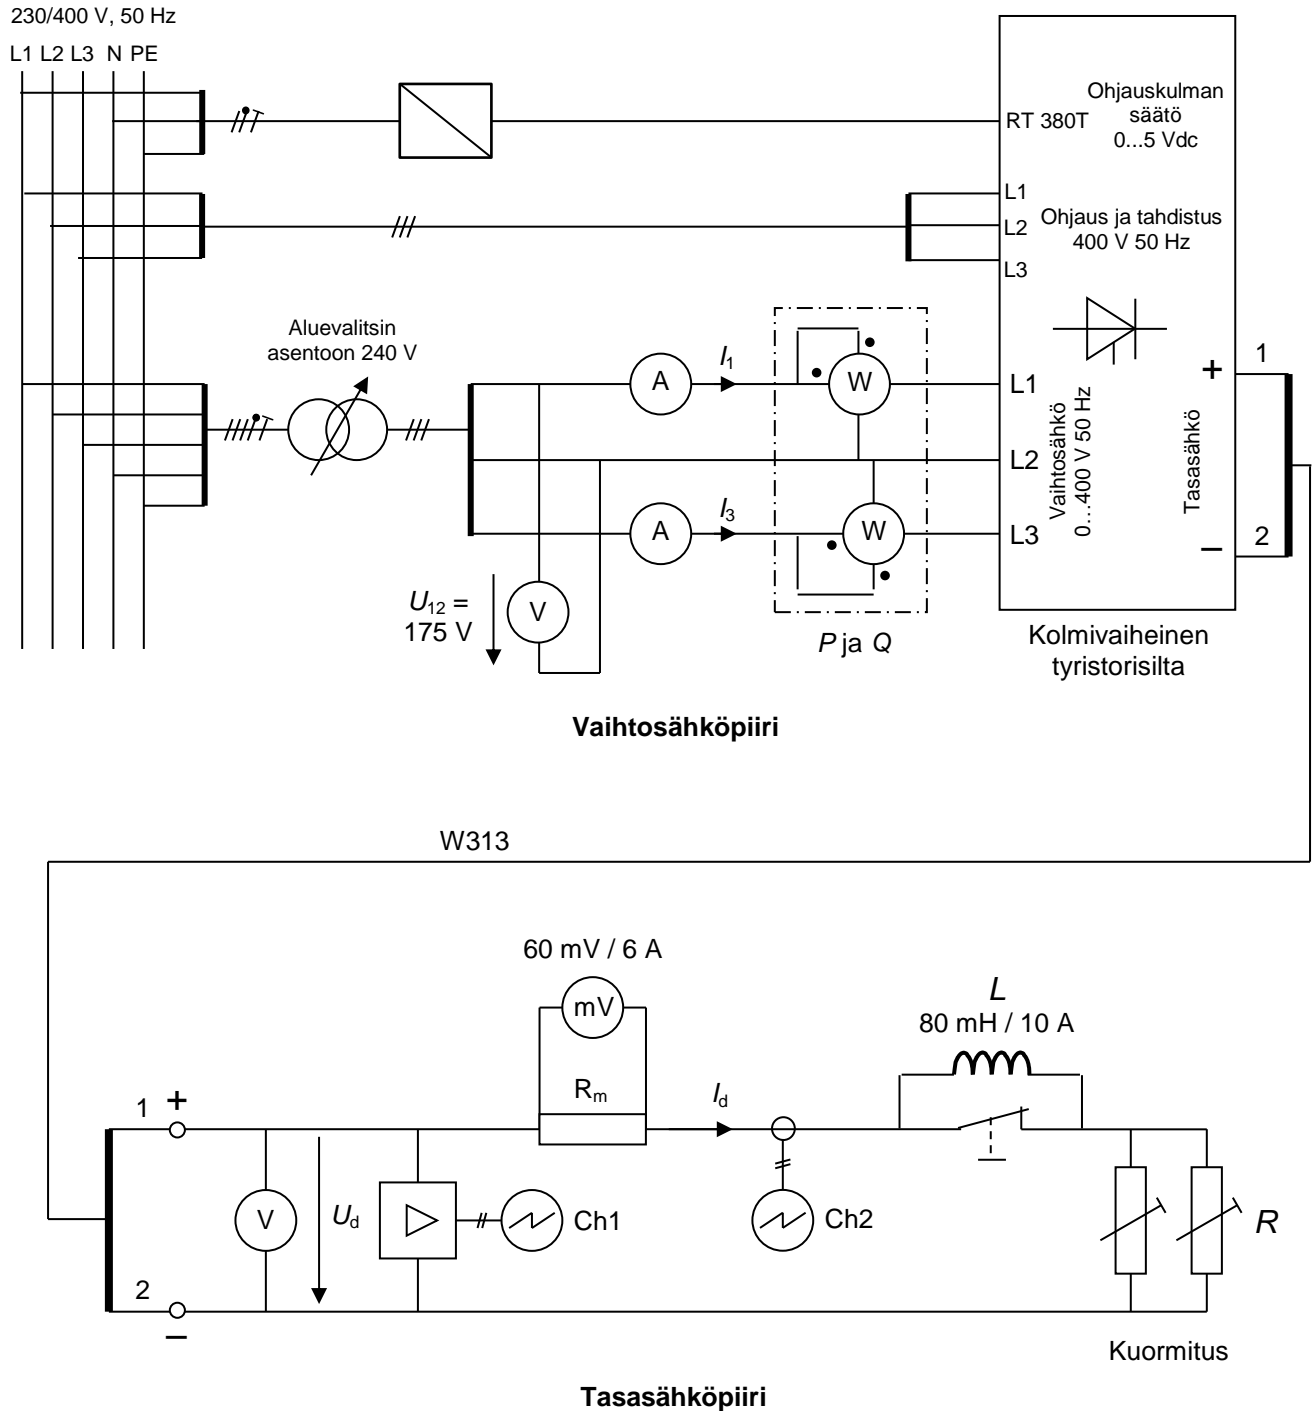 230/400 V, 50 Hz
L1 L2 L3 N PE
RT 380T
Ohjauskulman
säätö
0...5 Vdc
L1
L2
L3
Ohjaus ja tahdistus
400 V 50 Hz
Aluevalitsin
asentoon 240 V
A
I1
W
L1
L2
A
I3
W
L3
Vaihtosähkö
0...400 V 50 Hz
Tasasähkö
+
−
1
2
U12 =
175 V
V
P ja Q
Kolmivaiheinen
tyristorisilta
Vaihtosähköpiiri
W313
60 mV / 6 A
mV
Rm
Id
L
80 mH / 10 A
1 +
V
Ud
Ch1
Ch2
R
2
−
Kuormitus
Tasasähköpiiri